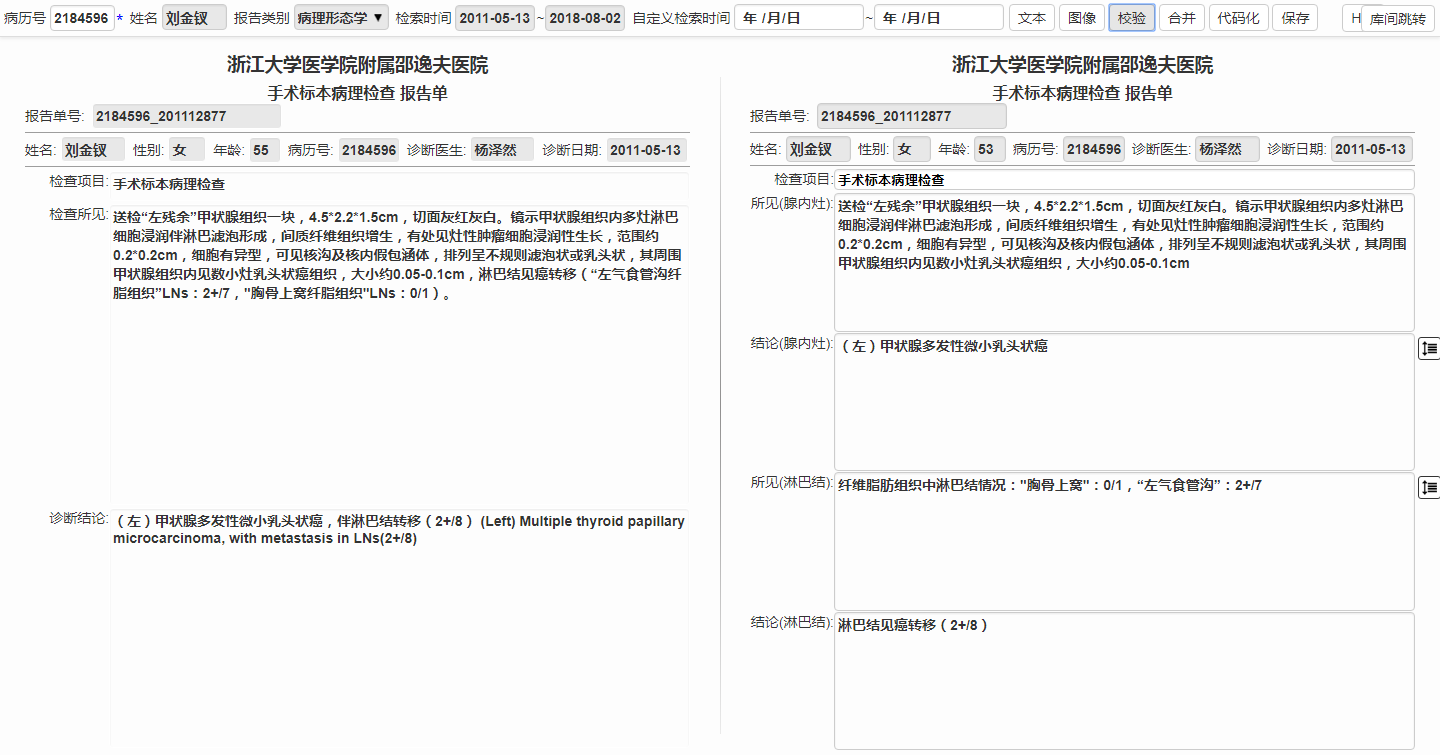 病历号 2184596 * 姓名 刘金钗 报告类别 病理形态学 ▼ 检索时间 2011-05-13 ~ 2018-08-02 自定义检索时间 年 /月/日 ~ 年 /月/日 文本 图像 校验 合并 代码化 保存 H 库间跳转
浙江大学医学院附属邵逸夫医院
手术标本病理检查 报告单
报告单号: 2184596_201112877
姓名: 刘金钗 性别: 女 年龄: 55 病历号: 2184596 诊断医生: 杨泽然 诊断日期: 2011-05-13
检查项目: 手术标本病理检查
检查所见: 送检“左残余”甲状腺组织一块，4.5*2.2*1.5cm，切面灰红灰白。镜示甲状腺组织内多灶淋巴
细胞浸润伴淋巴滤泡形成，间质纤维组织增生，有处见灶性肿瘤细胞浸润性生长，范围约
0.2*0.2cm，细胞有异型，可见核沟及核内假包涵体，排列呈不规则滤泡状或乳头状，其周围
甲状腺组织内见数小灶乳头状癌组织，大小约0.05-0.1cm，淋巴结见癌转移（“左气食管沟纤
脂组织”LNs：2+/7，"胸骨上窝纤脂组织"LNs：0/1）。
诊断结论: （左）甲状腺多发性微小乳头状癌，伴淋巴结转移（2+/8） (Left) Multiple thyroid papillary
microcarcinoma, with metastasis in LNs(2+/8)
浙江大学医学院附属邵逸夫医院
手术标本病理检查 报告单
报告单号: 2184596_201112877
姓名: 刘金钗 性别: 女 年龄: 53 病历号: 2184596 诊断医生: 杨泽然 诊断日期: 2011-05-13
检查项目: 手术标本病理检查
所见(腺内灶): 送检“左残余”甲状腺组织一块，4.5*2.2*1.5cm，切面灰红灰白。镜示甲状腺组织内多灶淋巴
细胞浸润伴淋巴滤泡形成，间质纤维组织增生，有处见灶性肿瘤细胞浸润性生长，范围约
0.2*0.2cm，细胞有异型，可见核沟及核内假包涵体，排列呈不规则滤泡状或乳头状，其周围
甲状腺组织内见数小灶乳头状癌组织，大小约0.05-0.1cm
结论(腺内灶): （左）甲状腺多发性微小乳头状癌
所见(淋巴结): 纤维脂肪组织中淋巴结情况："胸骨上窝"：0/1，“左气食管沟”：2+/7
结论(淋巴结): 淋巴结见癌转移（2+/8）